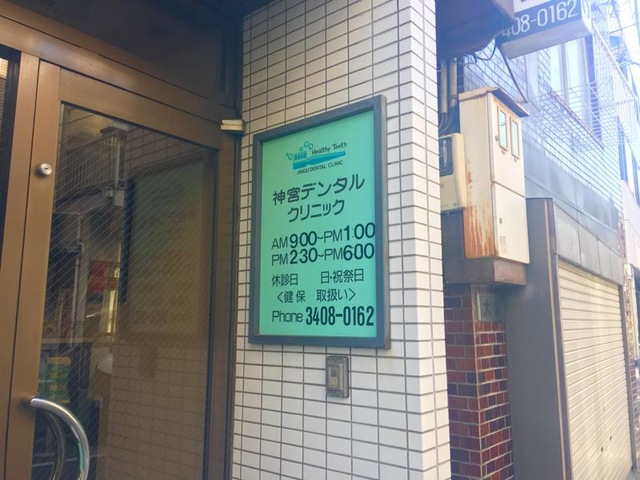 408-0162
Healthy Teeth
JINGU DENTAL CLINIC
神宮デンタル
クリニック
AM 9:00~PM 1:00
PM 2:30~PM 6:00
休診日 日・祝祭日
<健保 取扱い>
Phone 3408-0162